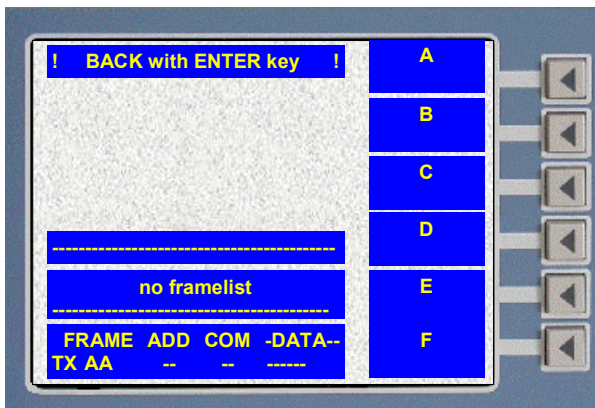 ! BACK with ENTER key !
A
B
C
D
------------------------------------------
no framelist
E
-----------------------------------------
FRAME ADD COM -DATA--
F
TX AA -- -- ------